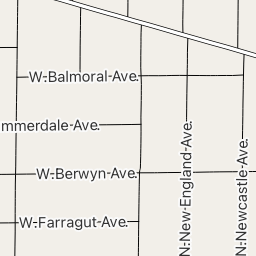 W. Balmoral Ave.
mmerdale Ave.
W. Berwyn Ave.
W. Farragut Ave.
N. New England Ave.
N. Newcastle Ave.